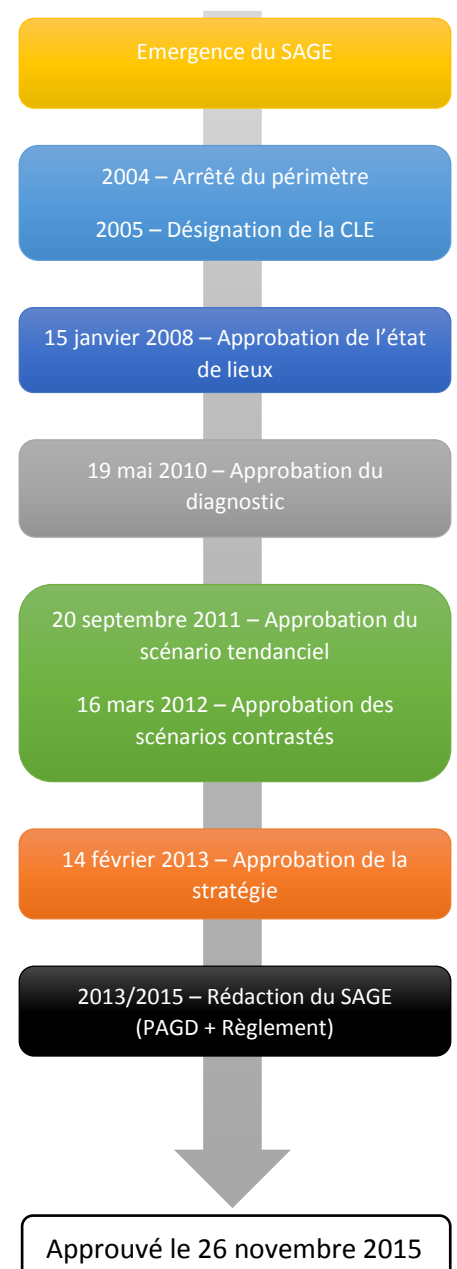 Emergence du SAGE
2004 – Arrêté du périmètre
2005 – Désignation de la CLE
15 janvier 2008 – Approbation de l'état
de lieux
19 mai 2010 – Approbation du
diagnostic
20 septembre 2011 – Approbation du
scénario tendanciel
16 mars 2012 – Approbation des
scénarios contrastés
14 février 2013 – Approbation de la
stratégie
2013/2015 – Rédaction du SAGE
(PAGD + Règlement)
Approuvé le 26 novembre 2015